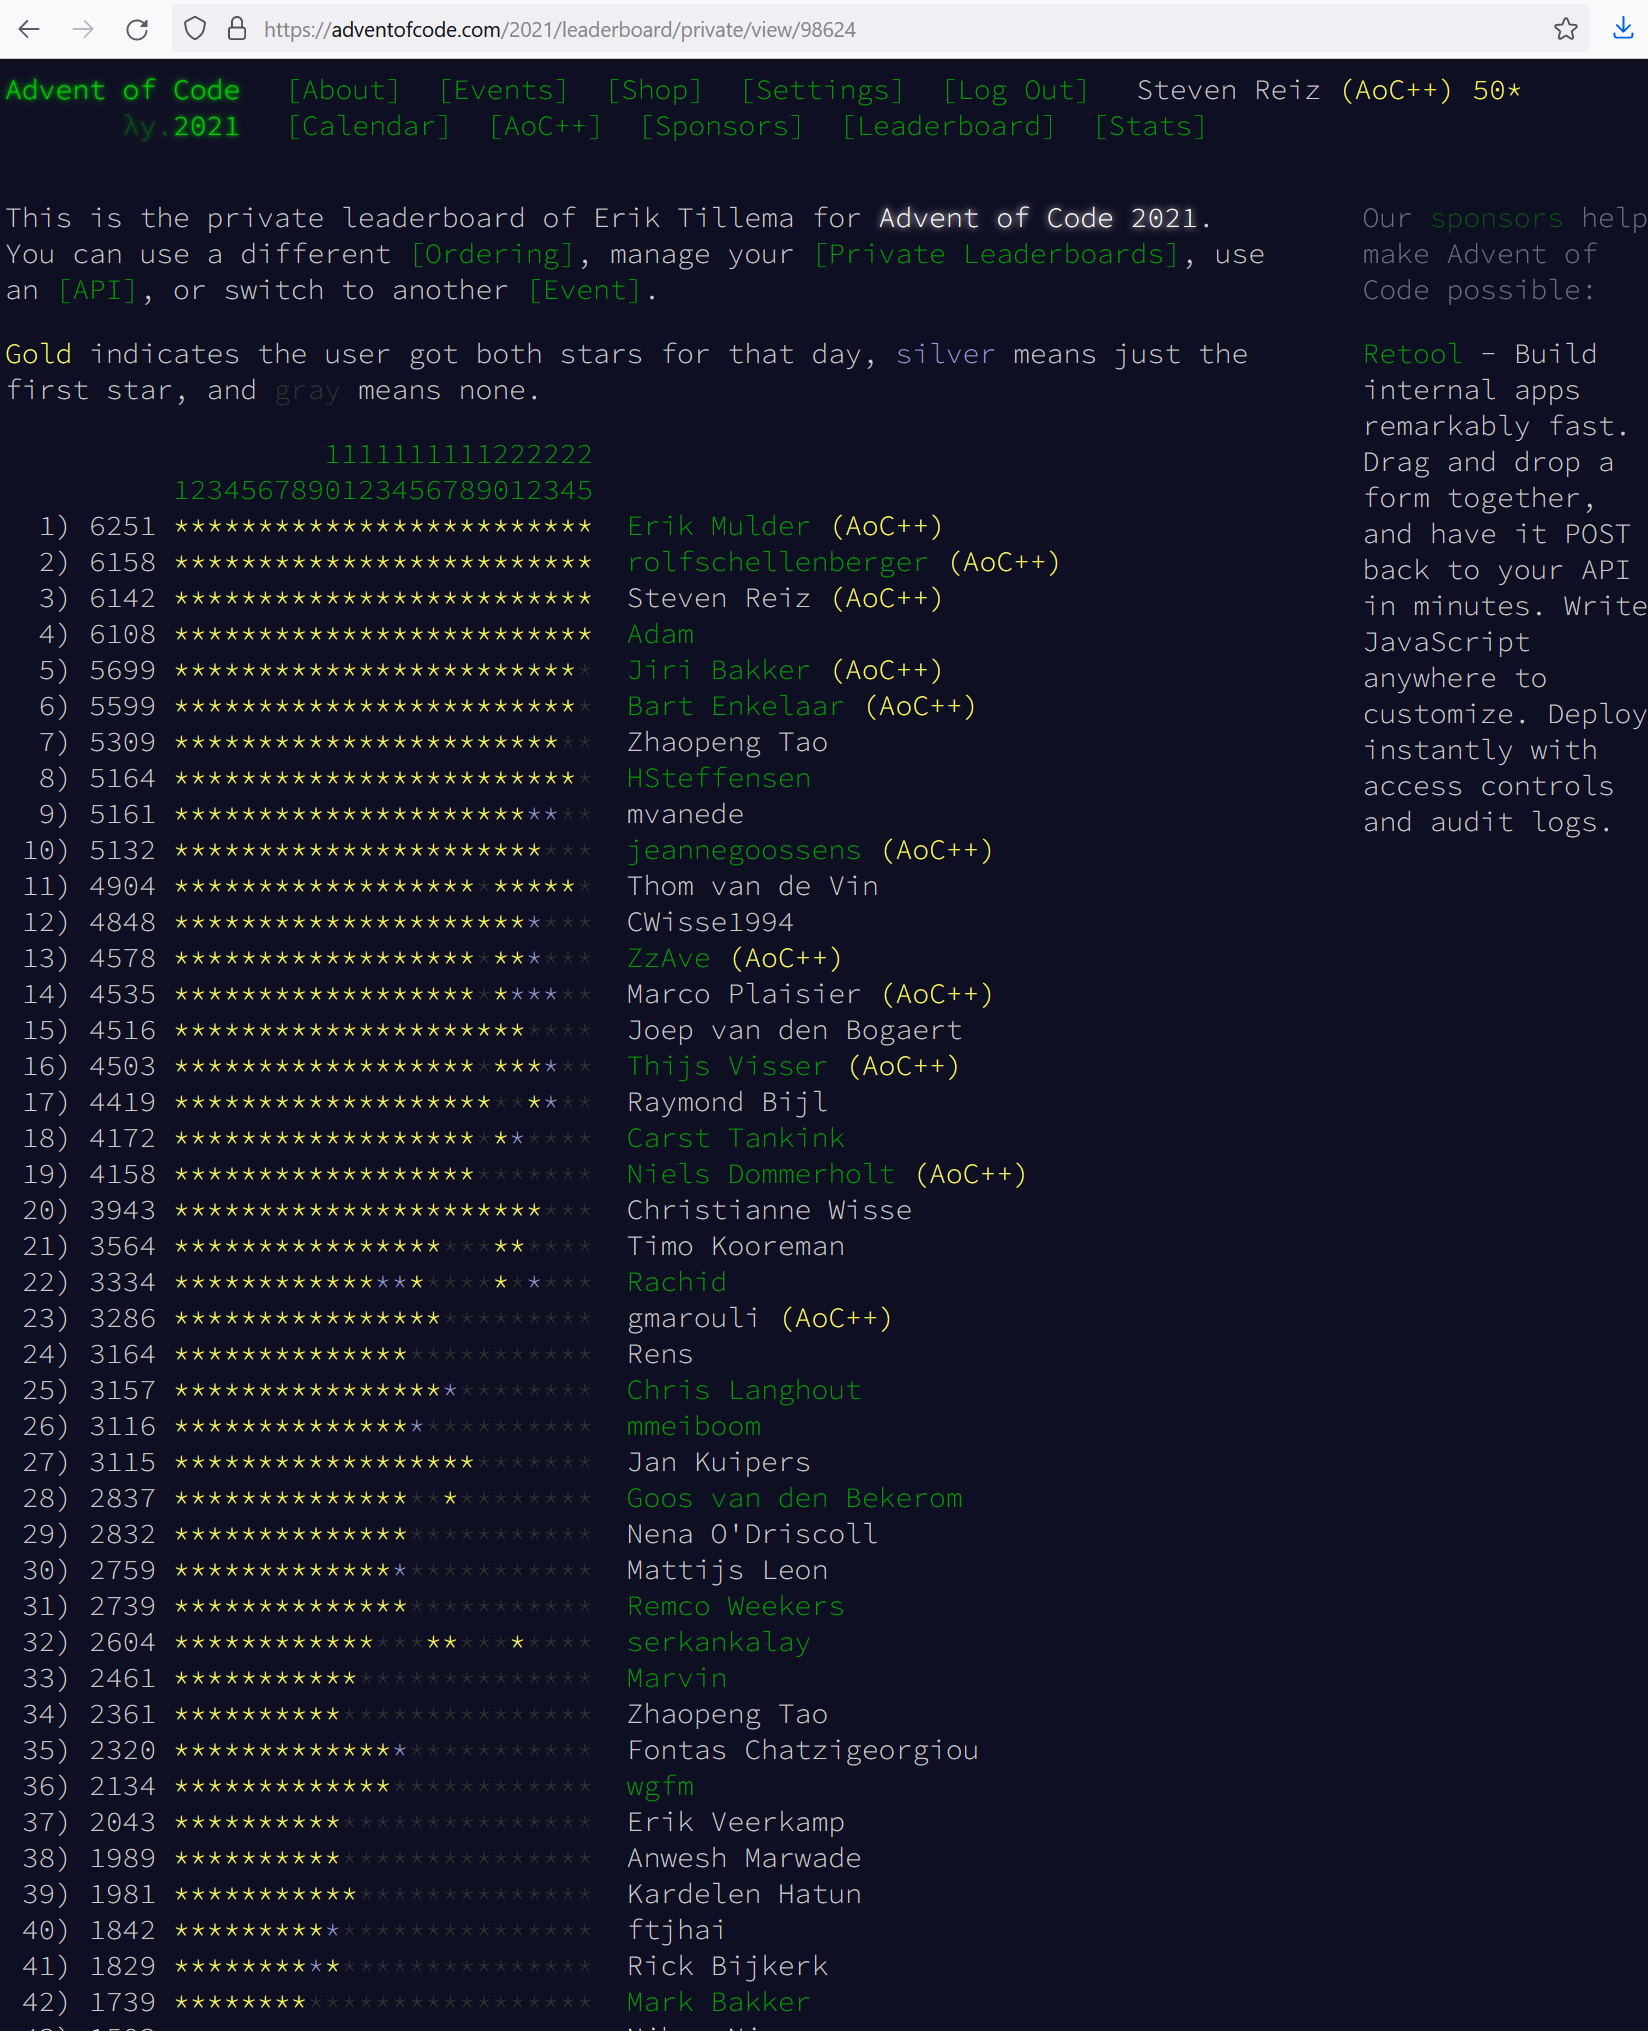 https://adventofcode.com/2021/leaderboard/private/view/98624
Advent of Code [About] [Events] [Shop] [Settings] [Log Out] Steven Reiz (AoC++) 50*
λy.2021 [Calendar] [AoC++] [Sponsors] [Leaderboard] [Stats]
This is the private leaderboard of Erik Tillema for Advent of Code 2021.
You can use a different [Ordering], manage your [Private Leaderboards], use
an [API], or switch to another [Event].
Gold indicates the user got both stars for that day, silver means just the
first star, and gray means none.
1111111111222222
1234567890123456789012345
1) 6251 ************************* Erik Mulder (AoC++)
2) 6158 ************************* rolfschellenberger (AoC++)
3) 6142 ************************* Steven Reiz (AoC++)
4) 6108 ************************* Adam
5) 5699 ************************* Jiri Bakker (AoC++)
6) 5599 ************************* Bart Enkelaar (AoC++)
7) 5309 ************************* Zhaopeng Tao
8) 5164 ************************* HSteffensen
9) 5161 ************************* mvanede
10) 5132 ************************* jeannegoossens (AoC++)
11) 4904 ************************* Thom van de Vin
12) 4848 ************************* CWisse1994
13) 4578 ************************* ZzAve (AoC++)
14) 4535 ************************* Marco Plaisier (AoC++)
15) 4516 ************************* Joep van den Bogaert
16) 4503 ************************* Thijs Visser (AoC++)
17) 4419 ************************* Raymond Bijl
18) 4172 ************************* Carst Tankink
19) 4158 ************************* Niels Dommerholt (AoC++)
20) 3943 ************************* Christianne Wisse
21) 3564 ************************* Timo Kooreman
22) 3334 ************************* Rachid
23) 3286 ************************* gmarouli (AoC++)
24) 3164 ************************* Rens
25) 3157 ************************* Chris Langhout
26) 3116 ************************* mmeiboom
27) 3115 ************************* Jan Kuipers
28) 2837 ************************* Goos van den Bekerom
29) 2832 ************************* Nena O'Driscoll
30) 2759 ************************* Mattijs Leon
31) 2739 ************************* Remco Weekers
32) 2604 ************************* serkankalay
33) 2461 ************************* Marvin
34) 2361 ************************* Zhaopeng Tao
35) 2320 ************************* Fontas Chatzigeorgiou
36) 2134 ************************* wgfm
37) 2043 ************************* Erik Veerkamp
38) 1989 ************************* Anwesh Marwade
39) 1981 ************************* Kardelen Hatun
40) 1842 ************************* ftjhai
41) 1829 ************************* Rick Bijkerk
42) 1739 ************************* Mark Bakker
Our sponsors help
make Advent of
Code possible:
Retool - Build
internal apps
remarkably fast.
Drag and drop a
form together,
and have it POST
back to your API
in minutes. Write
JavaScript
anywhere to
customize. Deploy
instantly with
access controls
and audit logs.